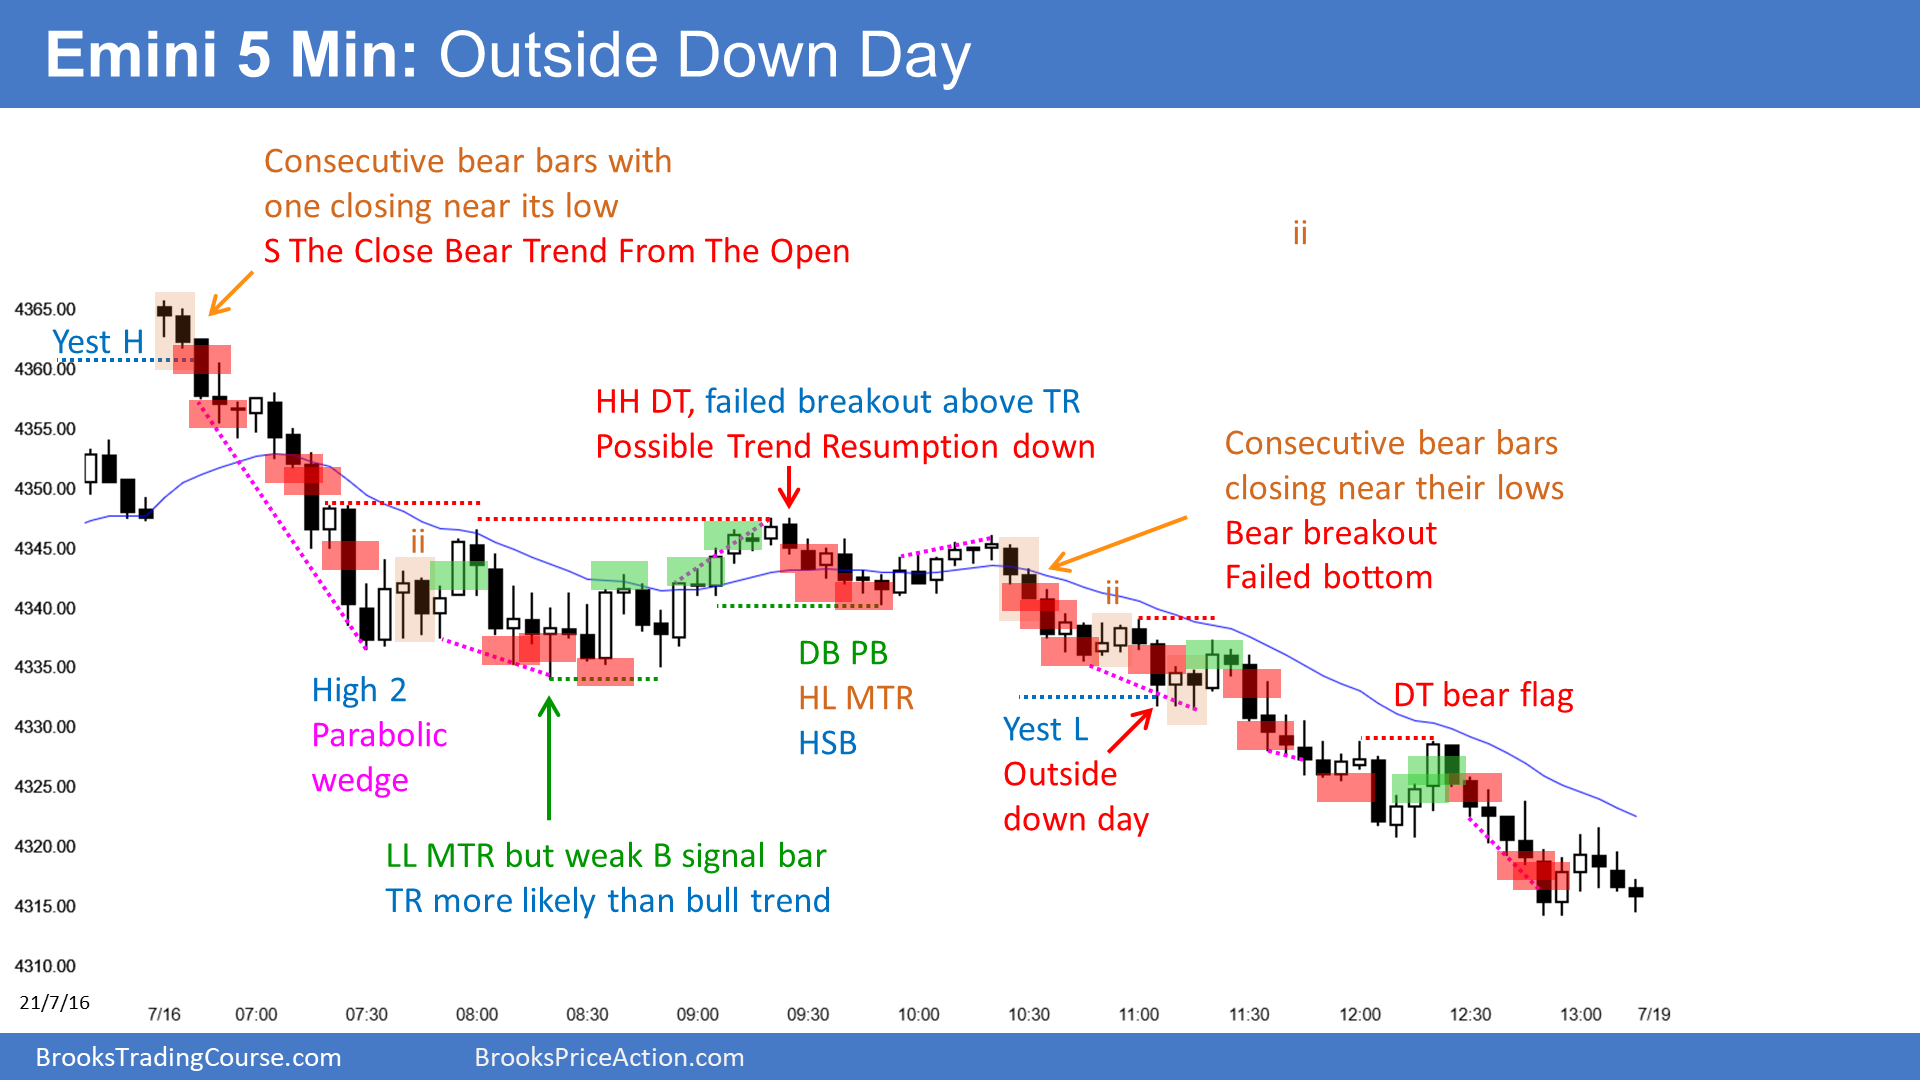 Emini 5 Min: Outside Down Day
Consecutive bear bars with
one closing near its low
S The Close Bear Trend From The Open
ii
4365.00
Yest H
4360.00
4355.00
4350.00
4345.00
4340.00
4335.00
4330.00
4325.00
4320.00
4315.00
4310.00
HH DT, failed breakout above TR
Possible Trend Resumption down
Consecutive bear bars
closing near their lows
Bear breakout
Failed bottom
ii
ii
High 2
Parabolic
wedge
DB PB
HL MTR
HSB
Yest L
Outside
down day
DT bear flag
LL MTR but weak B signal bar
TR more likely than bull trend
21/7/16
7/16 07:00 07:30 08:00 08:30 09:00 09:30 10:00 10:30 11:00 11:30 12:00 12:30 13:00 7/19
BrooksTradingCourse.com BrooksPriceAction.com